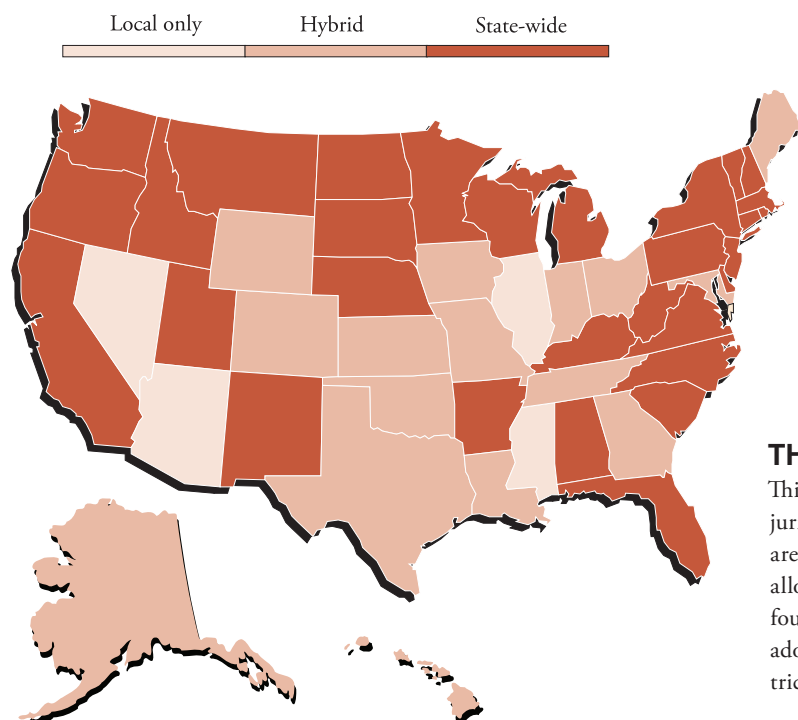 Local only Hybrid State-wide
TH
Thi
jur
are
allo
fou
ado
tric